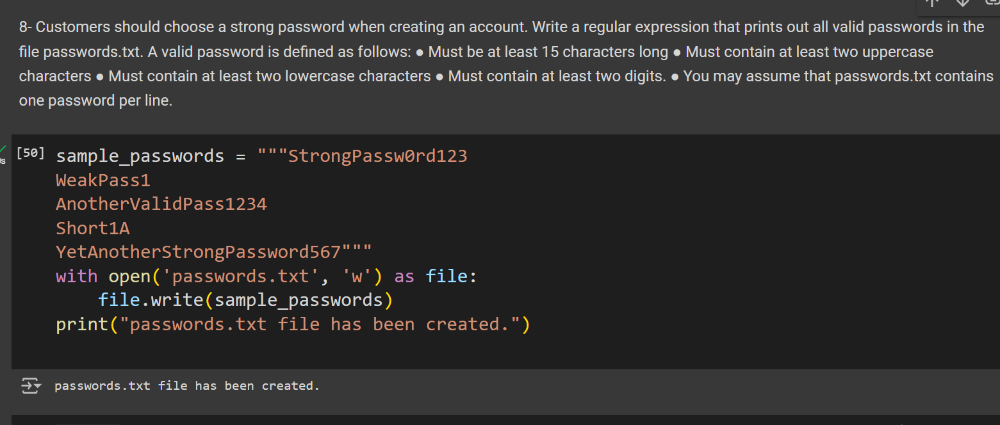 8- Customers should choose a strong password when creating an account. Write a regular expression that prints out all valid passwords in the
file passwords.txt. A valid password is defined as follows: ● Must be at least 15 characters long ● Must contain at least two uppercase
characters ● Must contain at least two lowercase characters ● Must contain at least two digits. ● You may assume that passwords.txt contains
one password per line.
[50] sample_passwords = """StrongPassw0rd123
WeakPass1
AnotherValidPass1234
Short1A
YetAnotherStrongPassword567"""
with open('passwords.txt', 'w') as file:
    file.write(sample_passwords)
print("passwords.txt file has been created.")
passwords.txt file has been created.